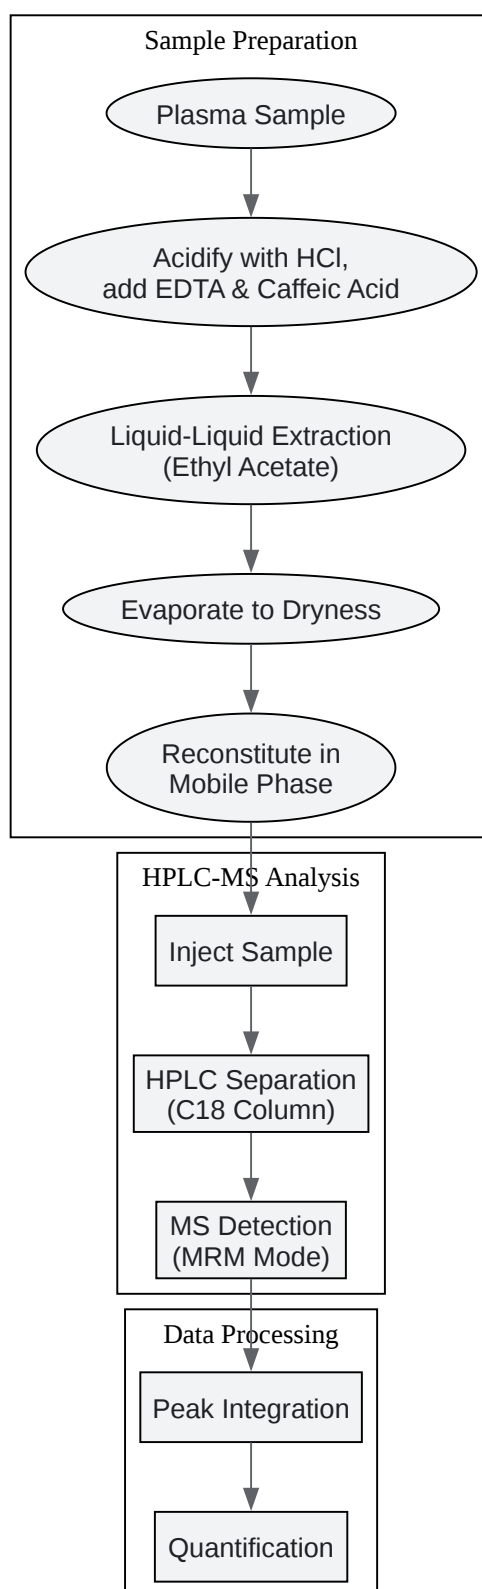 Sample Preparation
Plasma Sample
Acidify with HCl,
add EDTA & Caffeic Acid
Liquid-Liquid Extraction
(Ethyl Acetate)
Evaporate to Dryness
Reconstitute in
Mobile Phase
HPLC-MS Analysis
Inject Sample
HPLC Separation
(C18 Column)
MS Detection
(MRM Mode)
Data Processing
Peak Integration
Quantification